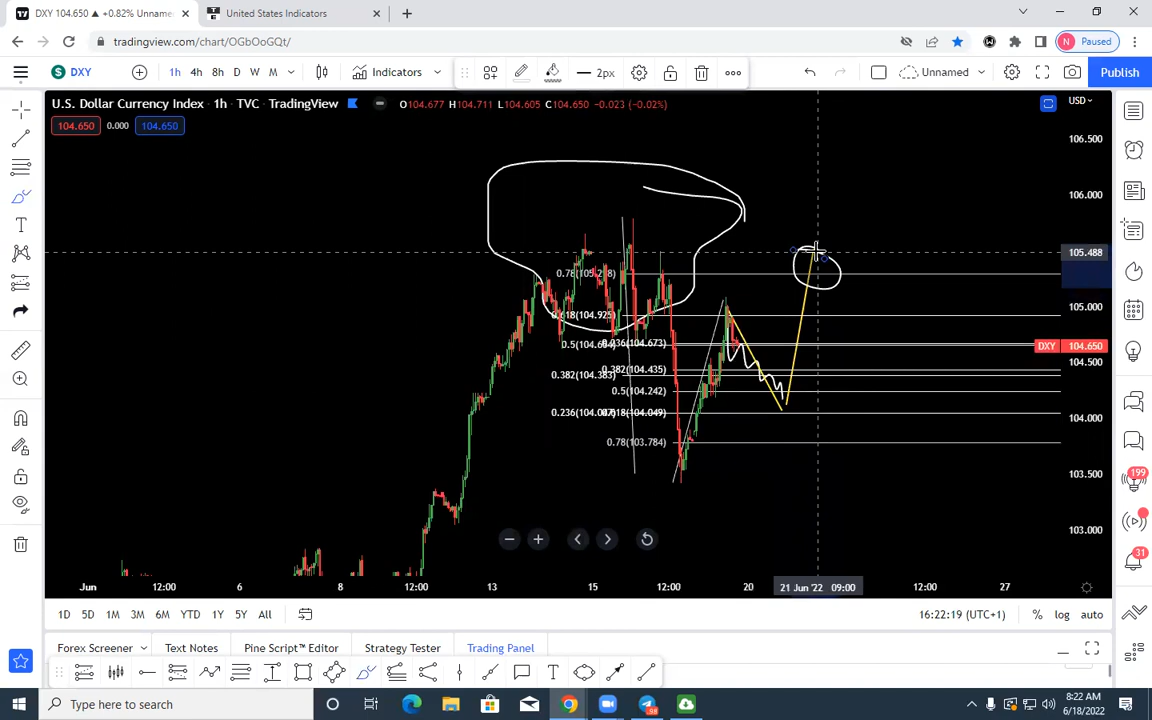 DXY 104.650 ▲ +0.82% Unname
United States Indicators
tradingview.com/chart/OGbOoGQt/
N Paused
DXY 1h 4h 8h D W M Indicators 2px Unnamed Publish
U.S. Dollar Currency Index · 1h · TVC · TradingView O104.677 H104.711 L104.605 C104.650 −0.023 (−0.02%)
USD
104.650 0.000 104.650
106.500
106.000
105.488
0.78(105.218)
105.000
0.618(104.925)
0.236(104.673)
DXY 104.650
104.500
0.382(104.435)
0.382(104.383)
0.5(104.242)
0.618(104.049)
104.000
0.78(103.784)
103.500
103.000
Jun 12:00 6 8 12:00 13 15 12:00 20 21 Jun '22 09:00 12:00 27
1D 5D 1M 3M 6M YTD 1Y 5Y All 16:22:19 (UTC+1) % log auto
Forex Screener Text Notes Pine Script™ Editor Strategy Tester Trading Panel
199
31
Type here to search
8:22 AM
6/18/2022